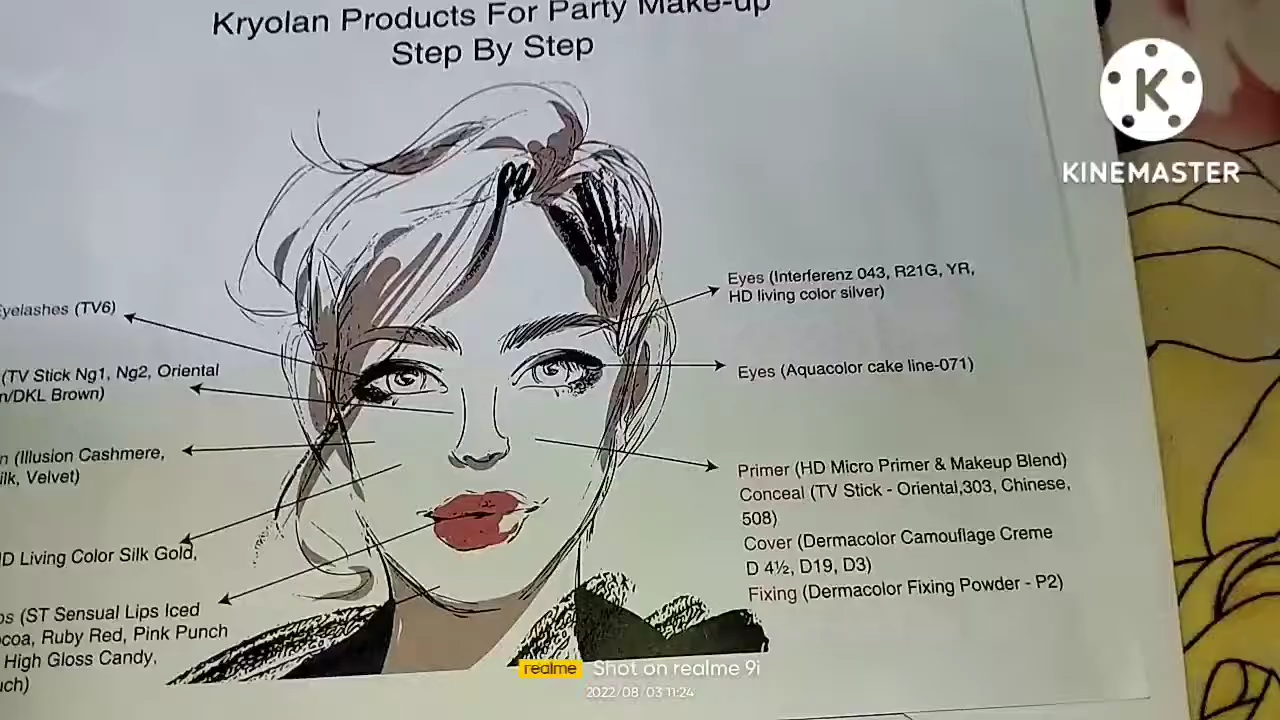 Kryolan Products For Party Make-up
Step By Step
K
KINEMASTER
Eyes (Interferenz 043, R21G, YR,
HD living color silver)
Eyelashes (TV6)
Eyes (Aquacolor cake line-071)
(TV Stick Ng1, Ng2, Oriental
n/DKL Brown)
n (Illusion Cashmere,
ilk, Velvet)
Primer (HD Micro Primer & Makeup Blend)
Conceal (TV Stick - Oriental,303, Chinese,
508)
Cover (Dermacolor Camouflage Creme
D 4½, D19, D3)
Fixing (Dermacolor Fixing Powder - P2)
D Living Color Silk Gold,
os (ST Sensual Lips Iced
ocoa, Ruby Red, Pink Punch
High Gloss Candy,
uch)
realme Shot on realme 9i
2022/08/03 11:24